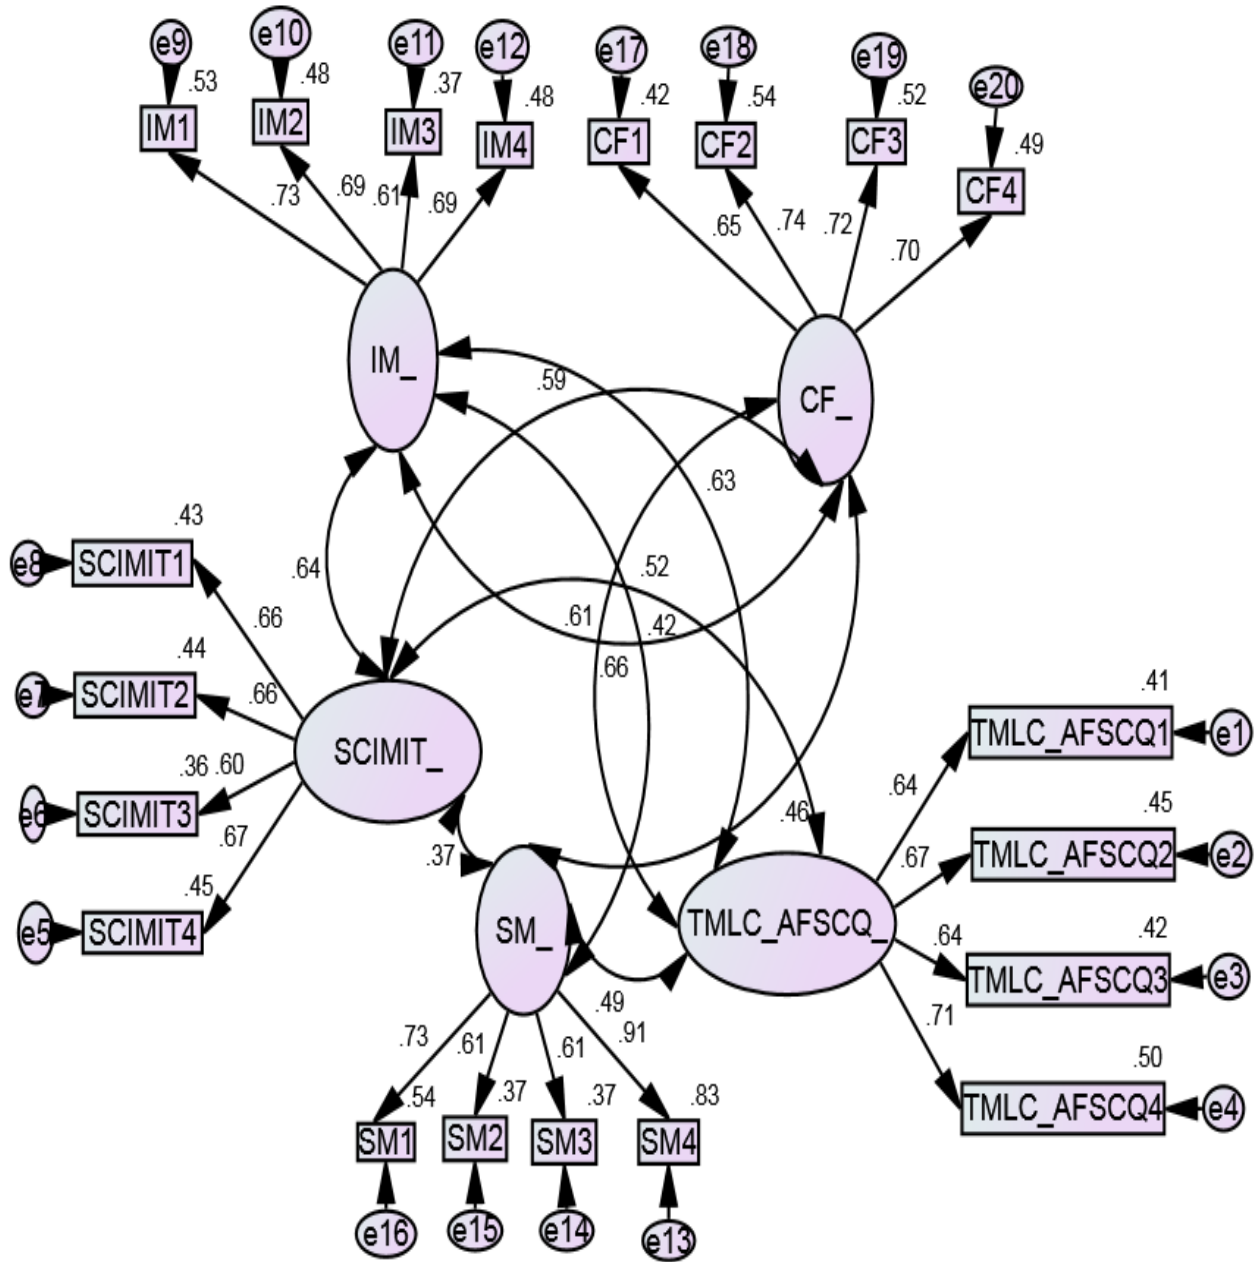 e9
e10
e11
e12
e17
e18
e19
e20
.53
.48
.37
.48
.42
.54
.52
.49
IM1
IM2
IM3
IM4
CF1
CF2
CF3
CF4
.73
.69
.61
.69
.65
.74
.72
.70
IM_
CF_
.59
.63
.64
.52
.61
.42
.66
.46
.37
.49
.43
e8
SCIMIT1
.66
.44
e7
SCIMIT2
.66
.36
.60
e6
SCIMIT3
.67
.45
e5
SCIMIT4
SCIMIT_
SM_
TMLC_AFSCQ_
.41
TMLC_AFSCQ1
e1
.64
.45
TMLC_AFSCQ2
e2
.67
.42
TMLC_AFSCQ3
e3
.64
.50
TMLC_AFSCQ4
e4
.71
.73
.61
.61
.91
.54
.37
.37
.83
SM1
SM2
SM3
SM4
e16
e15
e14
e13